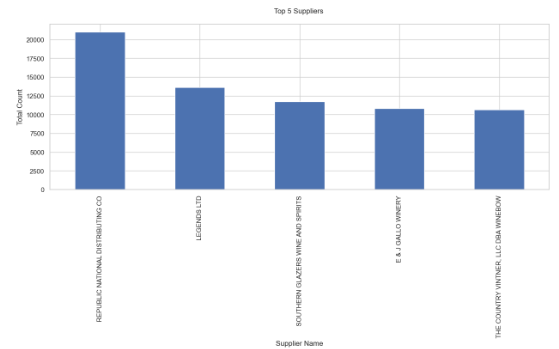 Top 5 Suppliers
Total Count
20000
17500
15000
12500
10000
7500
5000
2500
0
REPUBLIC NATIONAL DISTRIBUTING CO
LEGENDS LTD
SOUTHERN GLAZERS WINE AND SPIRITS
E & J GALLO WINERY
THE COUNTRY VINTNER, LLC DBA WINEBOW
Supplier Name